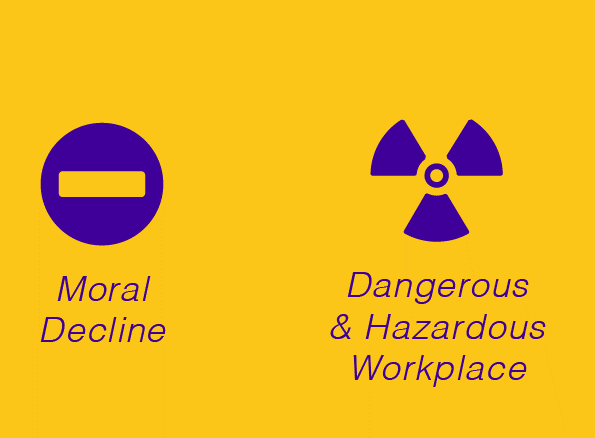 Moral
Decline
Dangerous
& Hazardous
Workplace